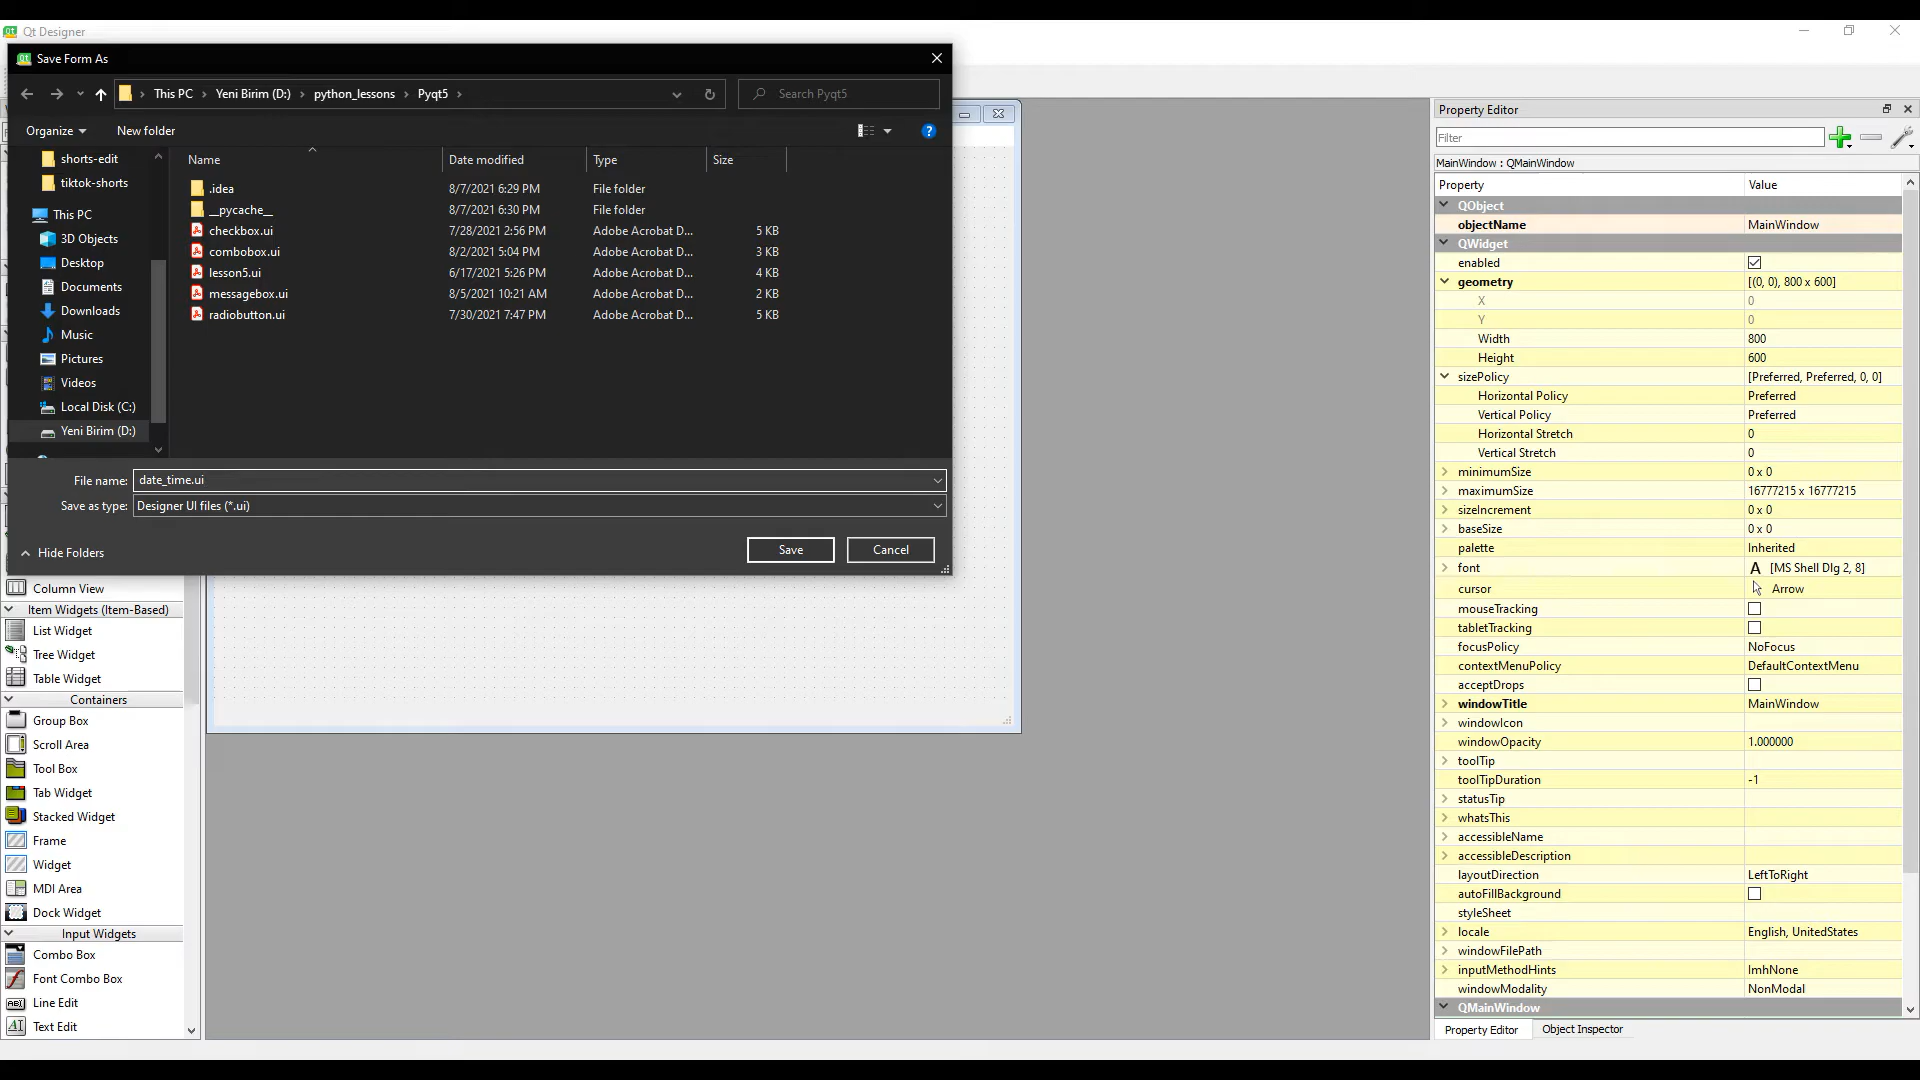 Qt Designer
Save Form As
This PC > Yeni Birim (D:) > python_lessons > Pyqt5 >
Search Pyqt5
Organize
New folder
shorts-edit
tiktok-shorts
This PC
3D Objects
Desktop
Documents
Downloads
Music
Pictures
Videos
Local Disk (C:)
Yeni Birim (D:)
Name Date modified Type Size
.idea 8/7/2021 6:29 PM File folder
__pycache__ 8/7/2021 6:30 PM File folder
checkbox.ui 7/28/2021 2:56 PM Adobe Acrobat D... 5 KB
combobox.ui 8/2/2021 5:04 PM Adobe Acrobat D... 3 KB
lesson5.ui 6/17/2021 5:26 PM Adobe Acrobat D... 4 KB
messagebox.ui 8/5/2021 10:21 AM Adobe Acrobat D... 2 KB
radiobutton.ui 7/30/2021 7:47 PM Adobe Acrobat D... 5 KB
File name: date_time.ui
Save as type: Designer UI files (*.ui)
Hide Folders
Save
Cancel
Column View
Item Widgets (Item-Based)
List Widget
Tree Widget
Table Widget
Containers
Group Box
Scroll Area
Tool Box
Tab Widget
Stacked Widget
Frame
Widget
MDI Area
Dock Widget
Input Widgets
Combo Box
Font Combo Box
Line Edit
Text Edit
Property Editor
Filter
MainWindow : QMainWindow
Property Value
QObject
objectName MainWindow
QWidget
enabled
geometry [(0, 0), 800 x 600]
X 0
Y 0
Width 800
Height 600
sizePolicy [Preferred, Preferred, 0, 0]
Horizontal Policy Preferred
Vertical Policy Preferred
Horizontal Stretch 0
Vertical Stretch 0
minimumSize 0 x 0
maximumSize 16777215 x 16777215
sizeIncrement 0 x 0
baseSize 0 x 0
palette Inherited
font A [MS Shell Dlg 2, 8]
cursor Arrow
mouseTracking
tabletTracking
focusPolicy NoFocus
contextMenuPolicy DefaultContextMenu
acceptDrops
windowTitle MainWindow
windowIcon
windowOpacity 1.000000
toolTip
toolTipDuration -1
statusTip
whatsThis
accessibleName
accessibleDescription
layoutDirection LeftToRight
autoFillBackground
styleSheet
locale English, UnitedStates
windowFilePath
inputMethodHints ImhNone
windowModality NonModal
QMainWindow
Property Editor
Object Inspector